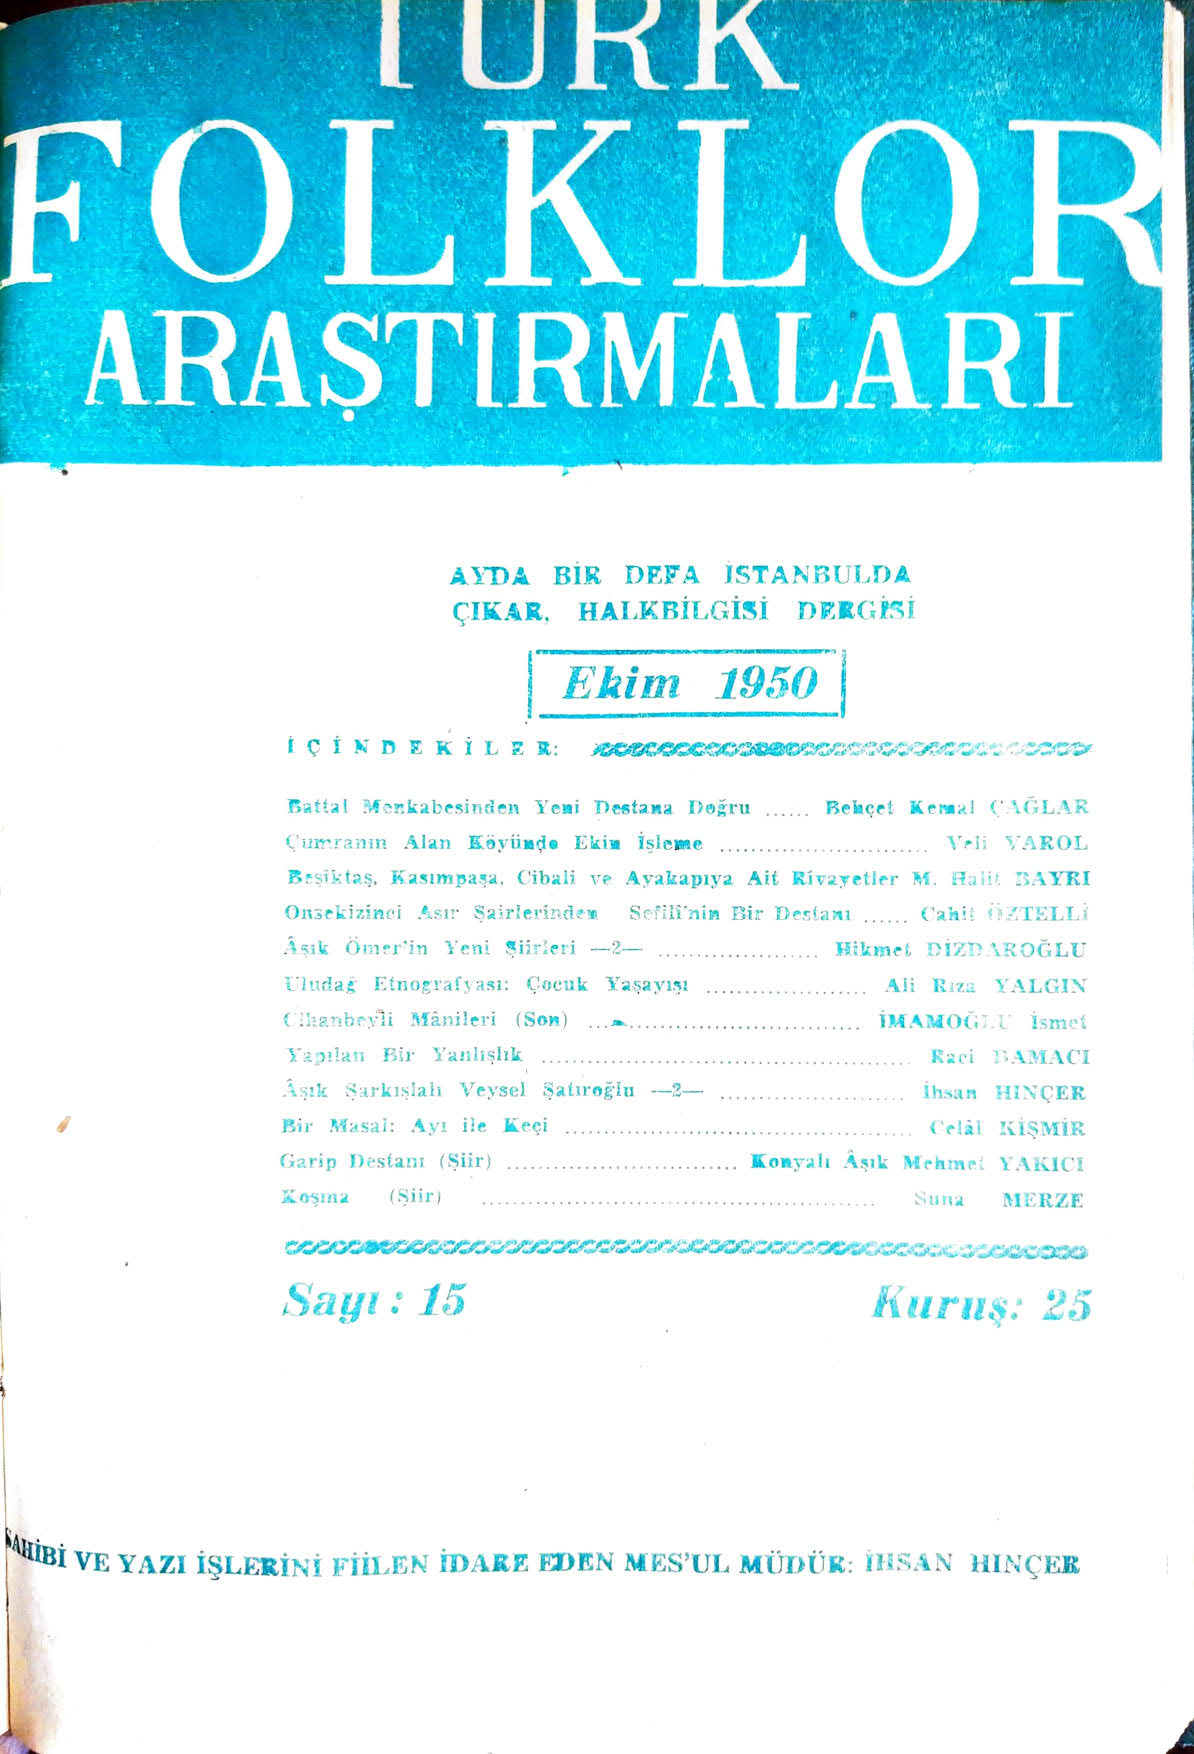 TÜRK
FOLKLOR
ARAŞTIRMALARI
AYDA BİR DEFA İSTANBULDA
ÇIKAR, HALKBİLGİSİ DERGİSİ
Ekim 1950
İÇİNDEKİLER:
Battal Menkabesinden Yeni Destana Doğru ...... Behçet Kemal ÇAĞLAR
Çumranın Alan Köyünde Ekin İşleme .......................... Veli VAROL
Beşiktaş, Kasımpaşa, Cibali ve Ayakapıya Ait Rivayetler M. Halit BAYRI
Onsekizinci Asır Şairlerinden Sefili'nin Bir Destanı ...... Cahit ÖZTELLİ
Âşık Ömer'in Yeni Şiirleri —2— ..................... Hikmet DİZDAROĞLU
Uludağ Etnografyası: Çocuk Yaşayışı ..................... Ali Rıza YALGIN
Cihanbeyli Mânileri (Son) .................................. İMAMOĞLU İsmet
Yapılan Bir Yanlışlık ............................................... Raci DAMACI
Âşık Şarkışlalı Veysel Şatıroğlu —2— ........................ İhsan HINÇER
Bir Masal: Ayı ile Keçi ............................................. Celâl KİŞMİR
Garip Destanı (Şiir) .............................. Konyalı Âşık Mehmet YAKICI
Koşma (Şiir) .................................................. Suna MERZE
Sayı : 15 Kuruş: 25
SAHİBİ VE YAZI İŞLERİNİ FİİLEN İDARE EDEN MES'UL MÜDÜR: İHSAN HINÇER